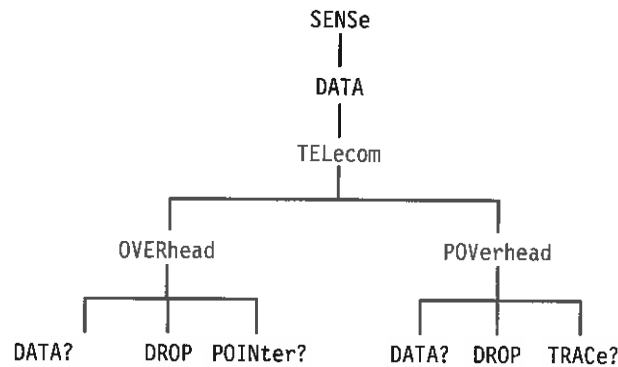 SENSe
DATA
TELecom
OVERhead POVerhead
DATA? DROP POINter? DATA? DROP TRACe?